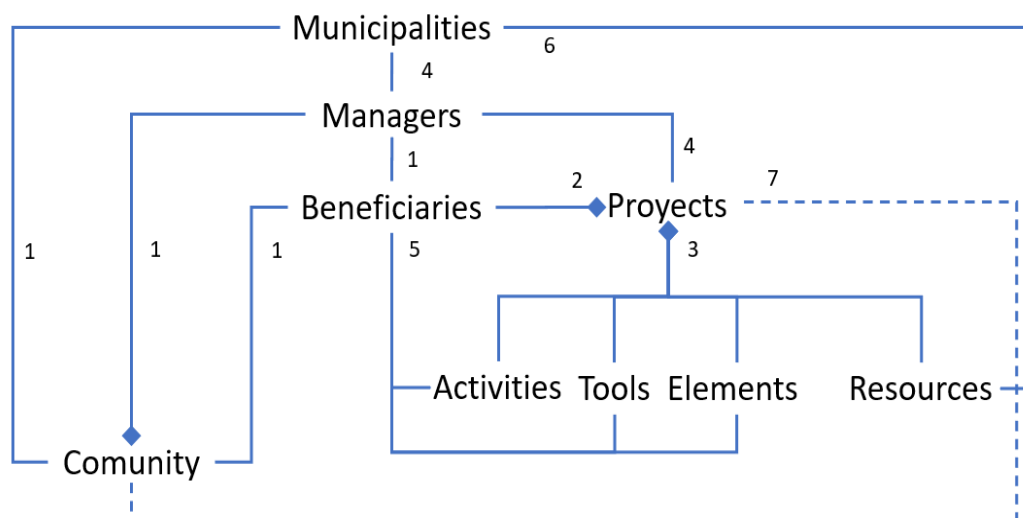 Municipalities
6
4
Managers
4
1
2
7
Beneficiaries
Proyects
1
1
1
5
3
Activities
Tools
Elements
Resources
Comunity